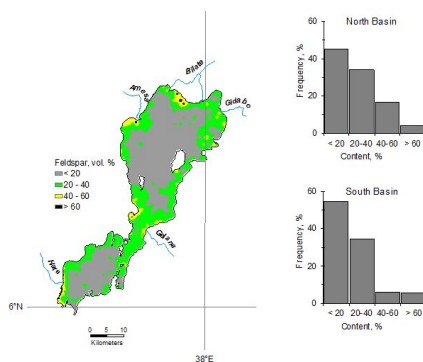 Bilate
Amesa
Gidabo
Feldspar, vol. %
< 20
20 - 40
40 - 60
> 60
Gelana
Hare
6°N
0 5 10
Kilometers
38°E
North Basin
Frequency, %
60
40
20
0
< 20 20-40 40-60 > 60
Content, %
South Basin
Frequency, %
60
40
20
0
< 20 20-40 40-60 > 60
Content, %